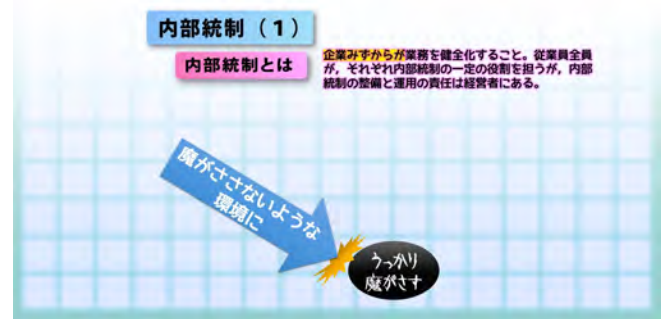 内部統制（１）
内部統制とは
企業みずからが業務を健全化すること。従業員全員
が，それぞれ内部統制の一定の役割を担うが，内部
統制の整備と運用の責任は経営者にある。
魔がささないような
環境に
うっかり
魔がさす